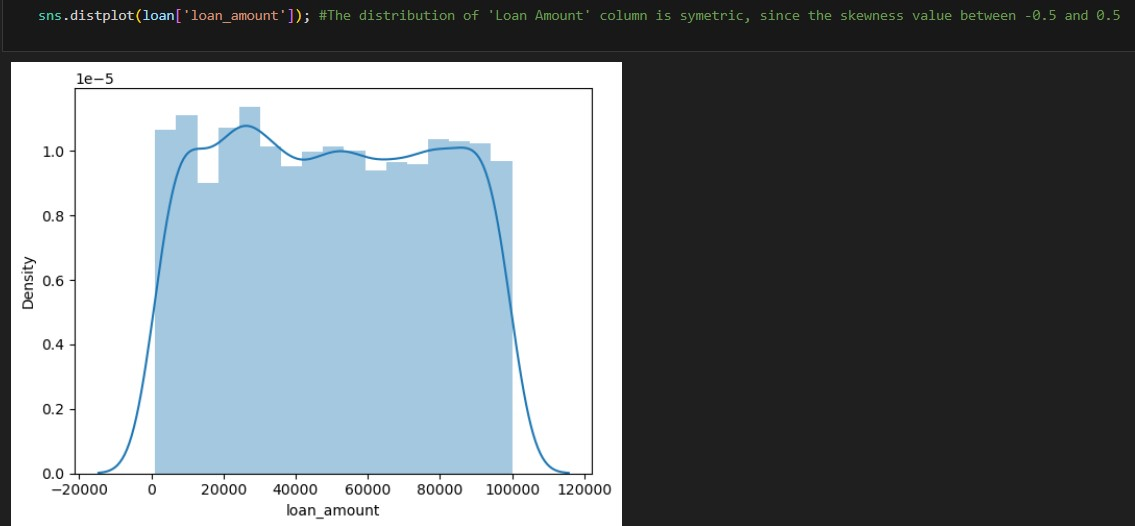 sns.distplot(loan['loan_amount']); #The distribution of 'Loan Amount' column is symetric, since the skewness value between -0.5 and 0.5
1e−5
1.0
0.8
0.6
0.4
0.2
0.0
Density
−20000 0 20000 40000 60000 80000 100000 120000
loan_amount